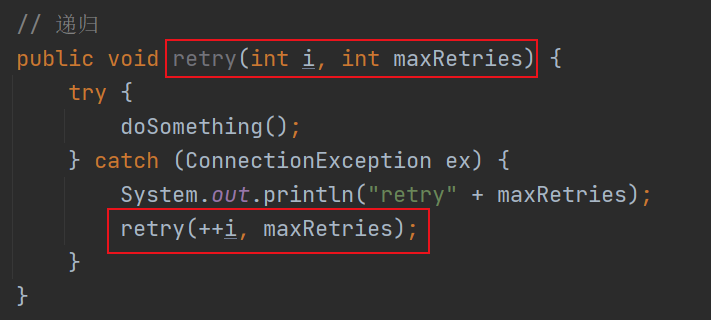 // 递归
public void retry(int i, int maxRetries) {
try {
doSomething();
} catch (ConnectionException ex) {
System.out.println("retry" + maxRetries);
retry(++i, maxRetries);
}
}